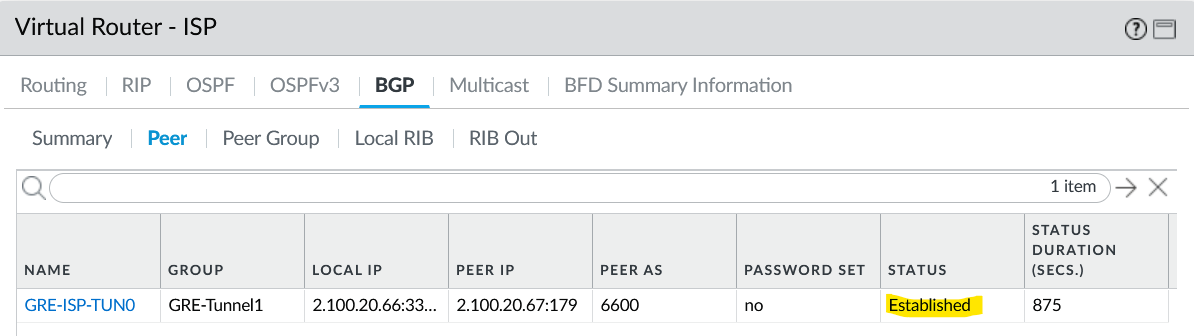 Virtual Router - ISP
?
Routing RIP OSPF OSPFv3 BGP Multicast BFD Summary Information
Summary Peer Peer Group Local RIB RIB Out
1 item
NAME GROUP LOCAL IP PEER IP PEER AS PASSWORD SET STATUS STATUS DURATION (SECS.)
GRE-ISP-TUN0 GRE-Tunnel1 2.100.20.66:33... 2.100.20.67:179 6600 no Established 875